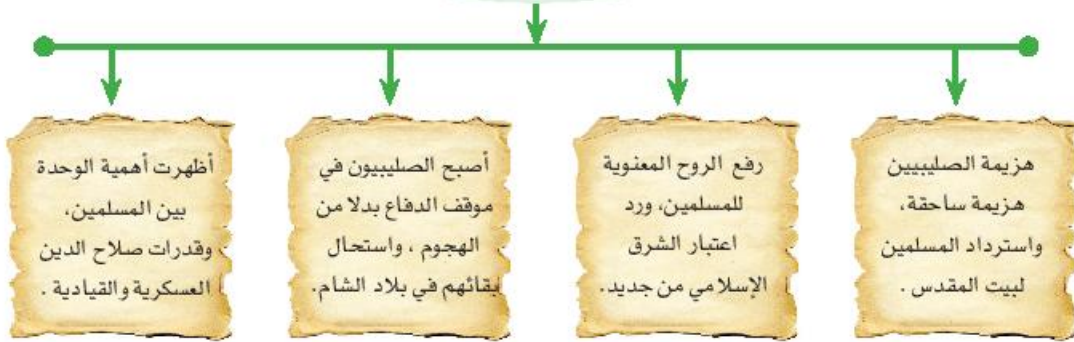 هزيمة الصليبيين
هزيمة ساحقة،
واسترداد المسلمين
لبيت المقدس .
رفع الروح المعنوية
للمسلمين، ورد
اعتبار الشرق
الإسلامي من جديد.
أصبح الصليبيون في
موقف الدفاع بدلا من
الهجوم ، واستحال
بقائهم في بلاد الشام.
أظهرت أهمية الوحدة
بين المسلمين،
وقدرات صلاح الدين
العسكرية والقيادية .